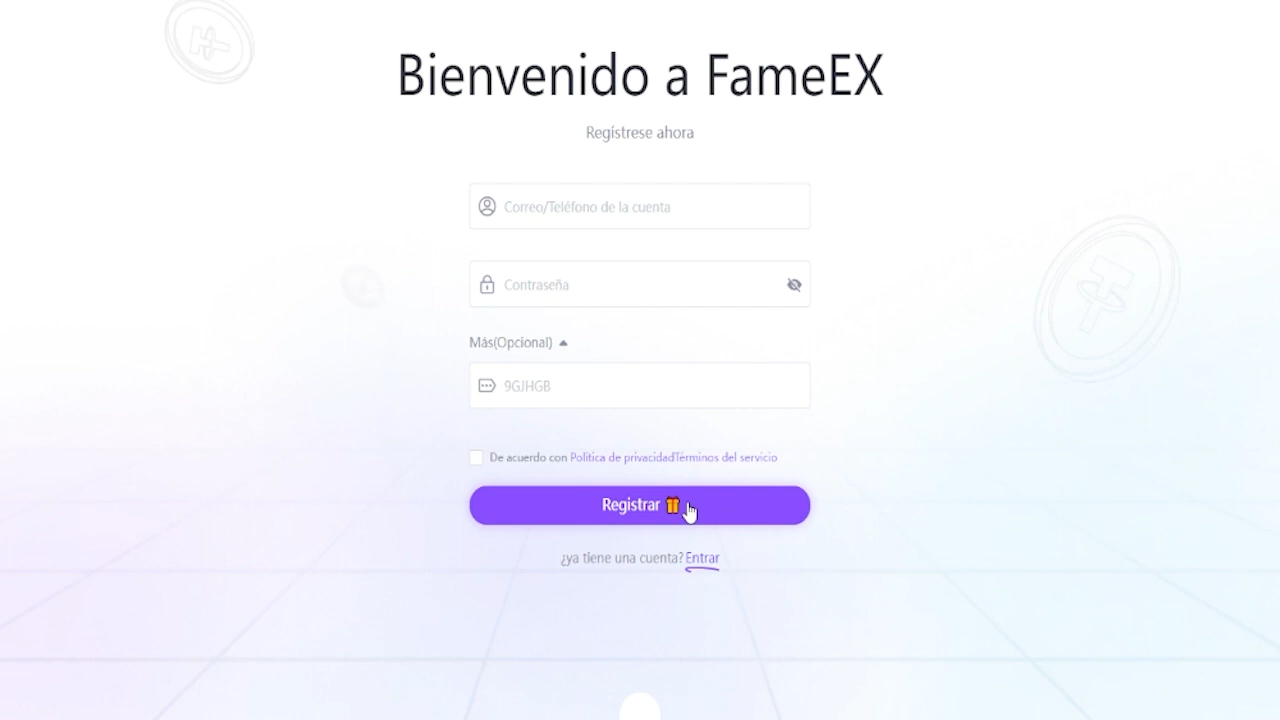 Bienvenido a FameEX
Regístrese ahora
Correo/Teléfono de la cuenta
Contraseña
Más(Opcional)
9GJHGB
De acuerdo con Política de privacidadTérminos del servicio
Registrar
¿ya tiene una cuenta? Entrar